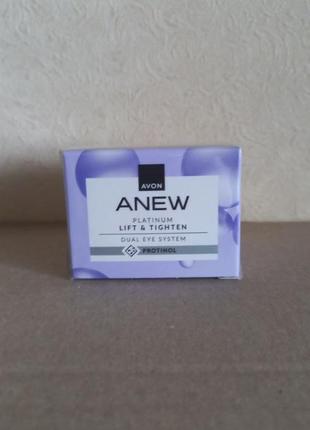 AVON
ANEW
PLATINUM
LIFT & TIGHTEN
DUAL EYE SYSTEM
PROTINOL